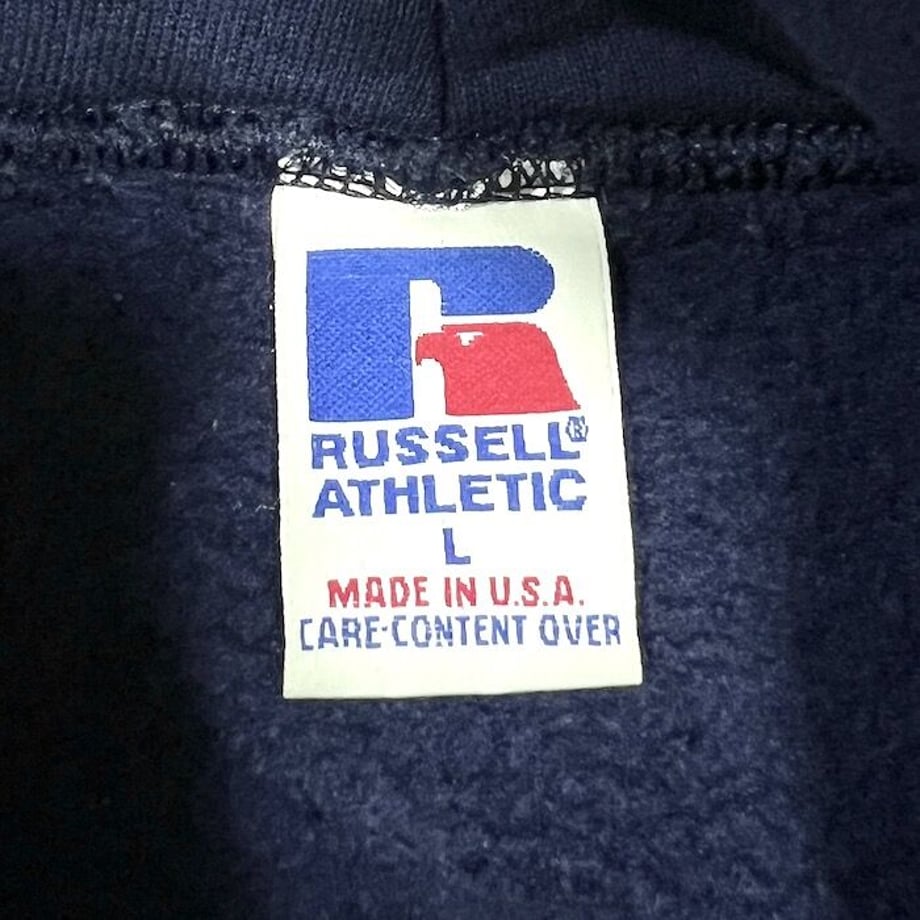 RUSSELL®
ATHLETIC
L
MADE IN U.S.A.
CARE-CONTENT OVER